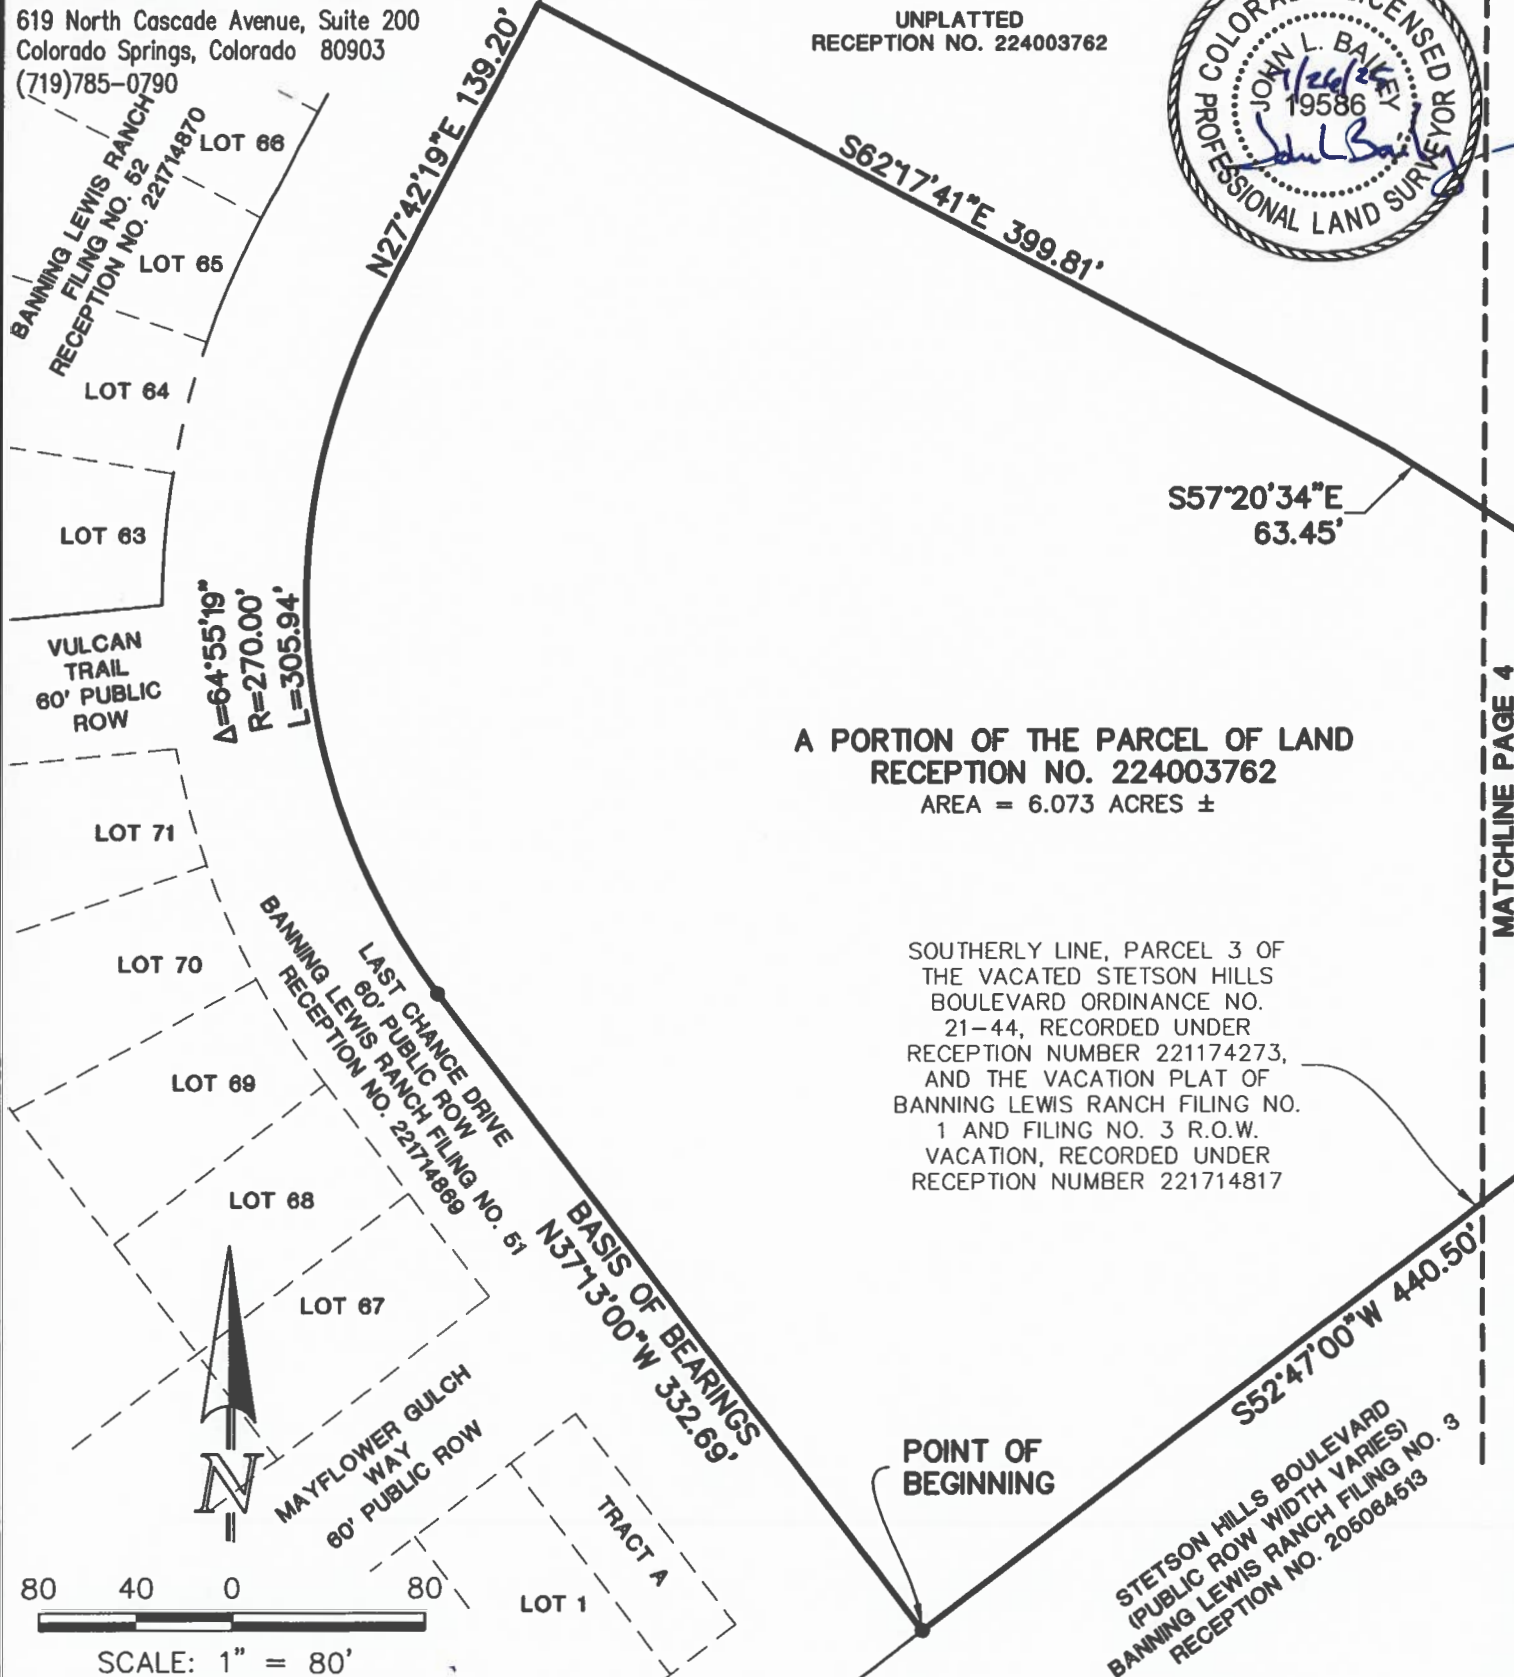 619 North Cascade Avenue, Suite 200
Colorado Springs, Colorado 80903
(719)785-0790
UNPLATTED
RECEPTION NO. 224003762
JOHN L. BAILEY
19586
PROFESSIONAL LAND SURVEYOR
BANNING LEWIS RANCH
FILING NO. 52
RECEPTION NO. 221714870
LOT 66
LOT 65
LOT 64
LOT 63
N27°42'19"E 139.20'
S62°17'41"E 399.81'
S57°20'34"E
63.45'
VULCAN
TRAIL
60' PUBLIC
ROW
Δ=64°55'19"
R=270.00'
L=305.94'
A PORTION OF THE PARCEL OF LAND
RECEPTION NO. 224003762
AREA = 6.073 ACRES ±
MATCHLINE PAGE 4
LOT 71
LOT 70
LOT 69
LOT 68
LOT 67
LAST CHANCE DRIVE
60' PUBLIC ROW
BANNING LEWIS RANCH FILING NO. 51
RECEPTION NO. 221714869
SOUTHERLY LINE, PARCEL 3 OF
THE VACATED STETSON HILLS
BOULEVARD ORDINANCE NO.
21-44, RECORDED UNDER
RECEPTION NUMBER 221174273,
AND THE VACATION PLAT OF
BANNING LEWIS RANCH FILING NO.
1 AND FILING NO. 3 R.O.W.
VACATION, RECORDED UNDER
RECEPTION NUMBER 221714817
BASIS OF BEARINGS
N37°13'00"W 332.69'
S52°47'00"W 440.50'
POINT OF
BEGINNING
STETSON HILLS BOULEVARD
(PUBLIC ROW WIDTH VARIES)
BANNING LEWIS RANCH FILING NO. 3
RECEPTION NO. 205064513
MAYFLOWER GULCH
WAY
60' PUBLIC ROW
TRACT A
LOT 1
N
80 40 0 80
SCALE: 1" = 80'